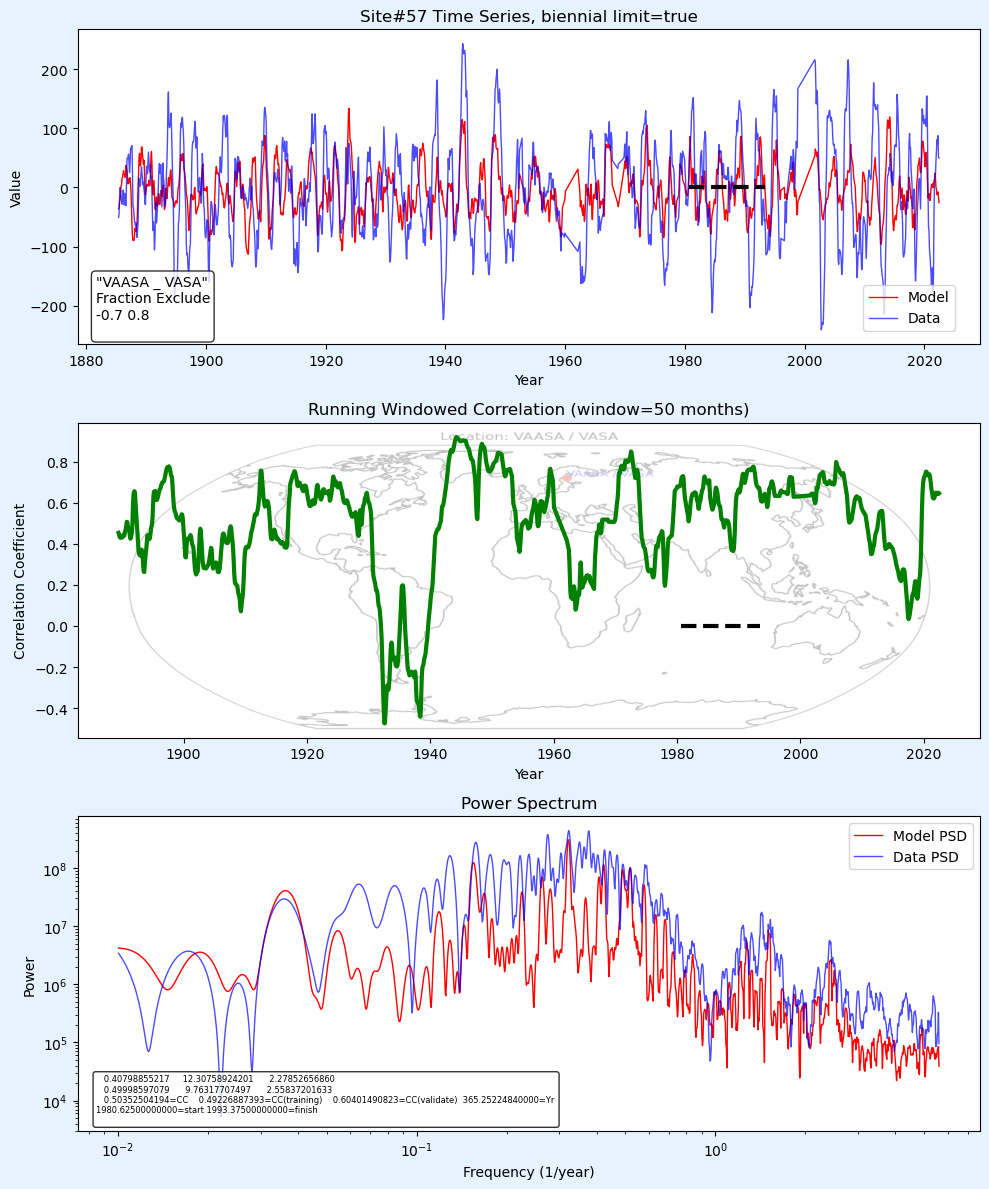 Site#57 Time Series, biennial limit=true
Value
200
100
0
−100
−200
"VAASA _ VASA"
Fraction Exclude
-0.7 0.8
Model
Data
1880 1900 1920 1940 1960 1980 2000 2020
Year
Running Windowed Correlation (window=50 months)
Location: VAASA / VASA
VAASA / VASA
Correlation Coefficient
0.8
0.6
0.4
0.2
0.0
−0.2
−0.4
1900 1920 1940 1960 1980 2000 2020
Year
Power Spectrum
Model PSD
Data PSD
Power
10^8
10^7
10^6
10^5
10^4
0.40798855217 12.30758924201 2.27852656860
0.49998597079 9.76317707497 2.55837201633
0.50352504194=CC 0.49226887393=CC(training) 0.60401490823=CC(validate) 365.25224840000=Yr
1980.62500000000=start 1993.37500000000=finish
10^−2 10^−1 10^0
Frequency (1/year)